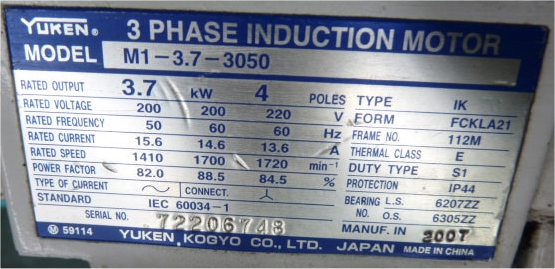 YUKEN® 3 PHASE INDUCTION MOTOR
MODEL M1-3.7-3050
RATED OUTPUT 3.7 kW 4 POLES TYPE IK
RATED VOLTAGE 200 200 220 V FORM FCKLA21
RATED FREQUENCY 50 60 60 Hz FRAME NO. 112M
RATED CURRENT 15.6 14.6 13.6 A THERMAL CLASS E
RATED SPEED 1410 1700 1720 min⁻¹ DUTY TYPE S1
POWER FACTOR 82.0 88.5 84.5 % PROTECTION IP44
TYPE OF CURRENT CONNECT. BEARING L.S. 6207ZZ
STANDARD IEC 60034-1 NO. O.S. 6305ZZ
SERIAL NO. 72206748 MANUF. IN 200T
M 59114 YUKEN KOGYO CO., LTD. JAPAN MADE IN CHINA